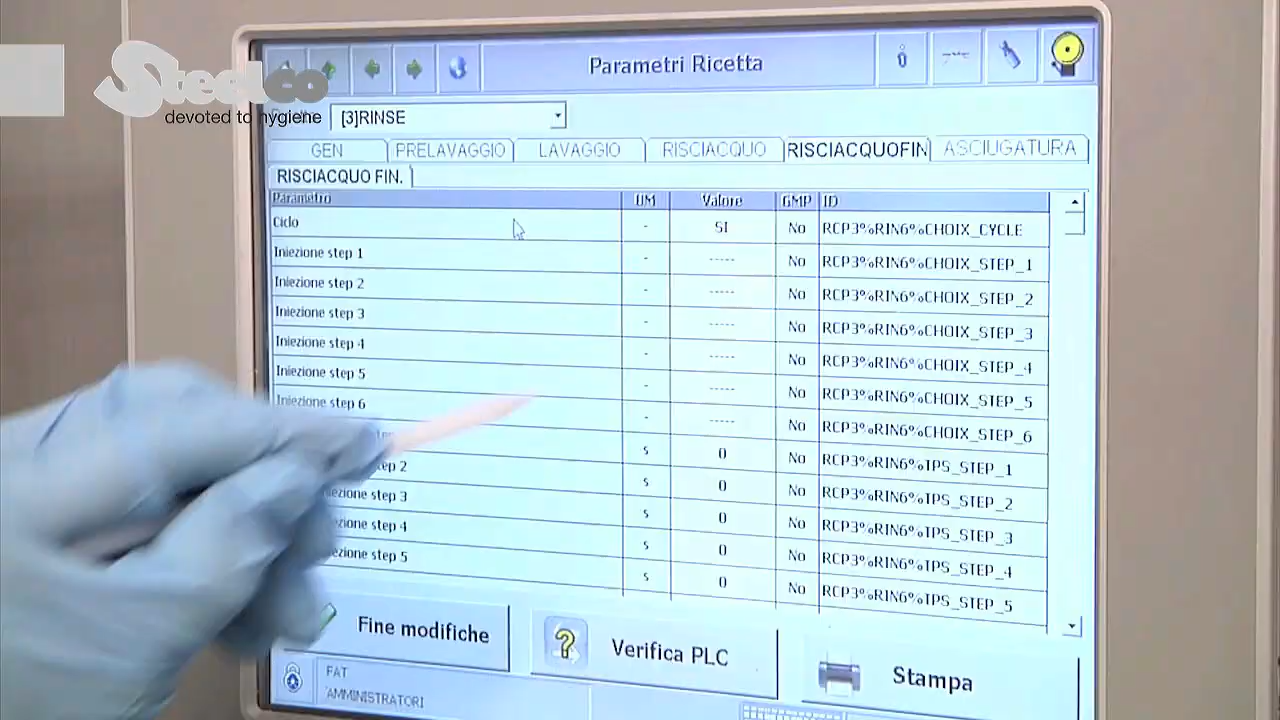 Steelco
devoted to hygiene
Parametri Ricetta
[3]RINSE
GEN PRELAVAGGIO LAVAGGIO RISCIACQUO RISCIACQUOFIN ASCIUGATURA
RISCIACQUO FIN.
Parametro UM Valore GMP ID
Ciclo - SI No RCP3%RIN6%CHOIX_CYCLE
Iniezione step 1 - ----- No RCP3%RIN6%CHOIX_STEP_1
Iniezione step 2 - ----- No RCP3%RIN6%CHOIX_STEP_2
Iniezione step 3 - ----- No RCP3%RIN6%CHOIX_STEP_3
Iniezione step 4 - ----- No RCP3%RIN6%CHOIX_STEP_4
Iniezione step 5 - ----- No RCP3%RIN6%CHOIX_STEP_5
Iniezione step 6 - ----- No RCP3%RIN6%CHOIX_STEP_6
s 0 No RCP3%RIN6%TPS_STEP_1
step 2 s 0 No RCP3%RIN6%TPS_STEP_2
step 3 s 0 No RCP3%RIN6%TPS_STEP_3
step 4 s 0 No RCP3%RIN6%TPS_STEP_4
step 5 s 0 No RCP3%RIN6%TPS_STEP_5
Fine modifiche Verifica PLC Stampa
FAT
AMMINISTRATORI